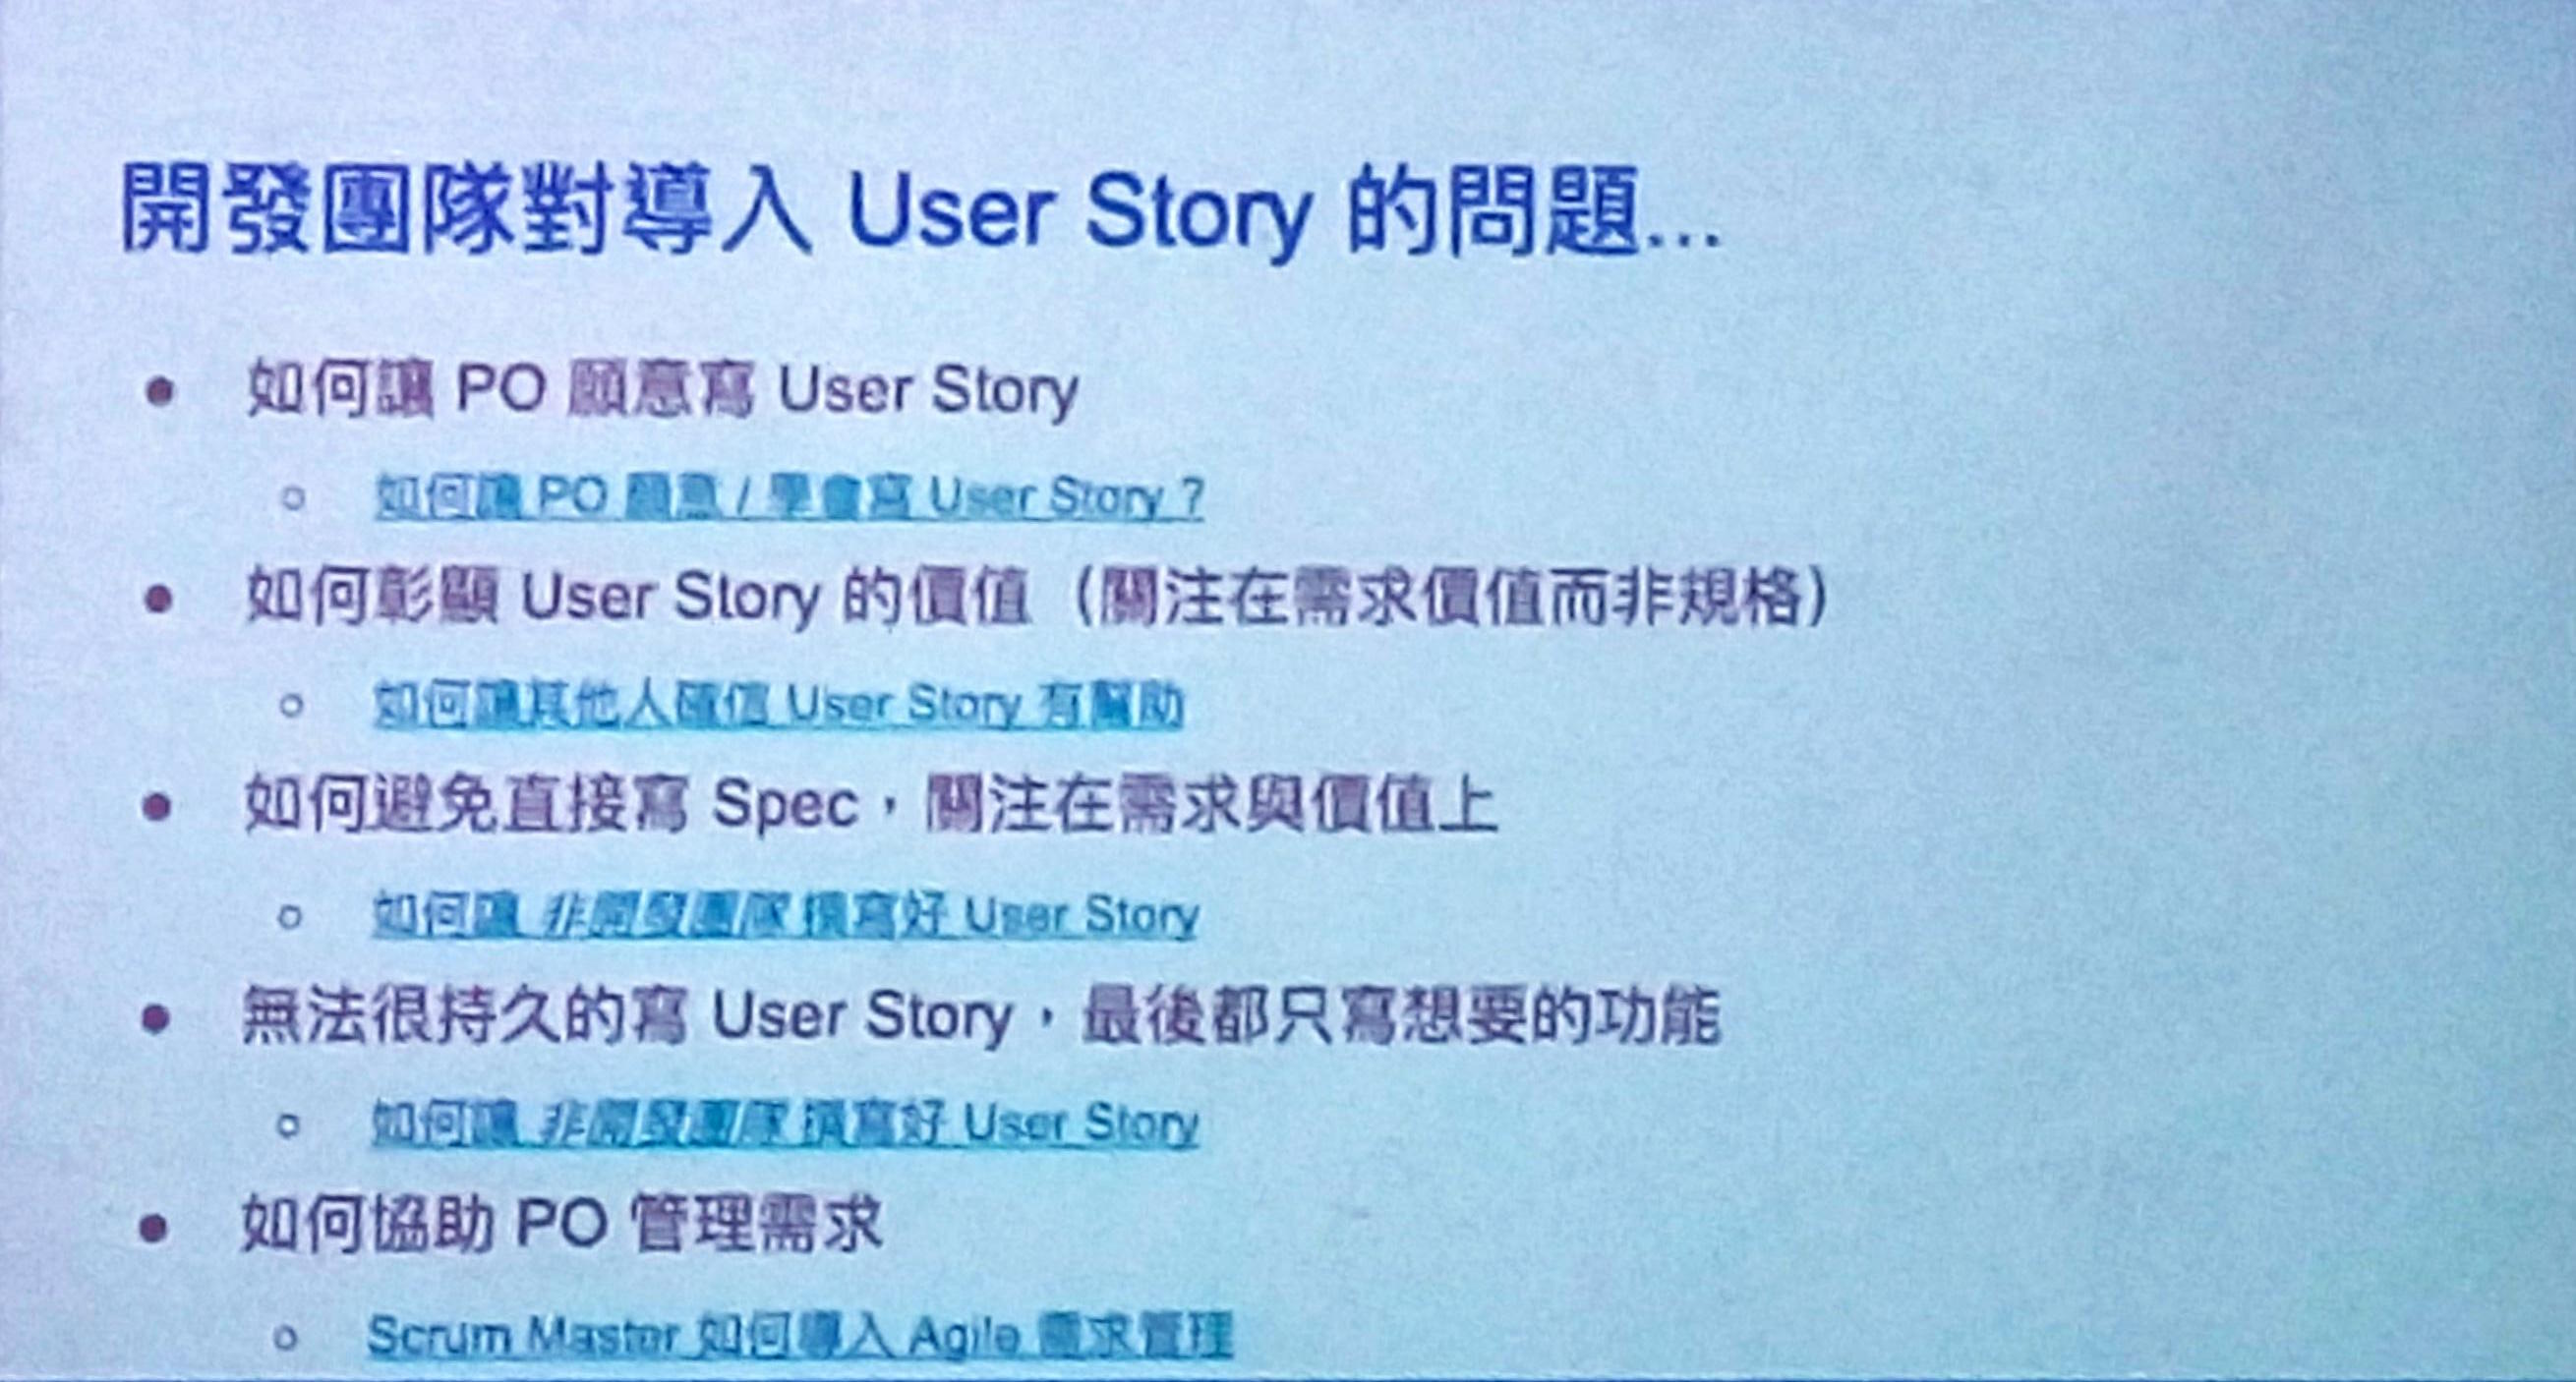 開發團隊對導入 User Story 的問題...
● 如何讓 PO 願意寫 User Story
○ 如何讓 PO 願意 / 學會寫 User Story ?
● 如何彰顯 User Story 的價值（關注在需求價值而非規格）
○ 如何讓其他人確信 User Story 有幫助
● 如何避免直接寫 Spec，關注在需求與價值上
○ 如何讓 非開發團隊 撰寫好 User Story
● 無法很持久的寫 User Story，最後都只寫想要的功能
○ 如何讓 非開發團隊 撰寫好 User Story
● 如何協助 PO 管理需求
○ Scrum Master 如何導入 Agile 需求管理